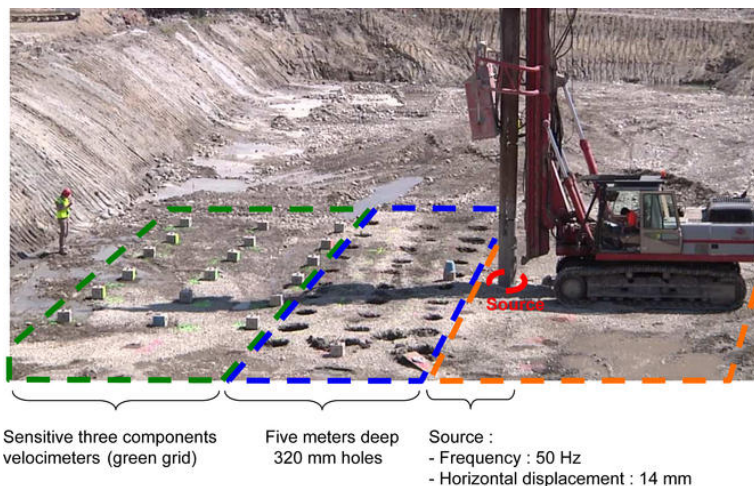 Source
Sensitive three components
velocimeters (green grid)
Five meters deep
320 mm holes
Source :
- Frequency : 50 Hz
- Horizontal displacement : 14 mm